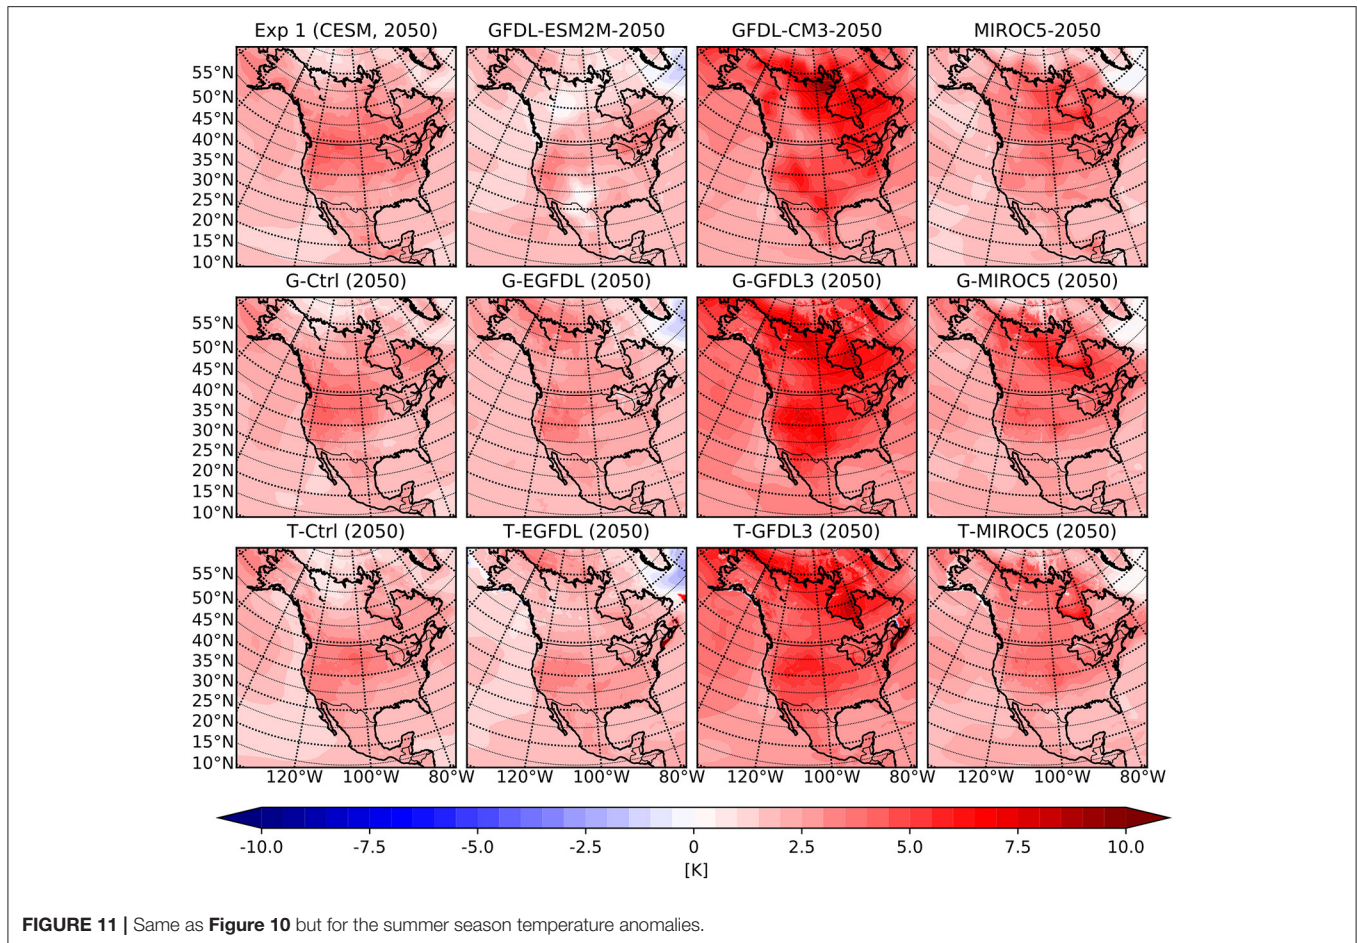 Exp 1 (CESM, 2050) GFDL-ESM2M-2050 GFDL-CM3-2050 MIROC5-2050
55°N
50°N
45°N
40°N
35°N
30°N
25°N
20°N
15°N
10°N
G-Ctrl (2050) G-EGFDL (2050) G-GFDL3 (2050) G-MIROC5 (2050)
55°N
50°N
45°N
40°N
35°N
30°N
25°N
20°N
15°N
10°N
T-Ctrl (2050) T-EGFDL (2050) T-GFDL3 (2050) T-MIROC5 (2050)
55°N
50°N
45°N
40°N
35°N
30°N
25°N
20°N
15°N
10°N
120°W 100°W 80°W 120°W 100°W 80°W 120°W 100°W 80°W 120°W 100°W 80°W
-10.0 -7.5 -5.0 -2.5 0 2.5 5.0 7.5 10.0
[K]
FIGURE 11 | Same as Figure 10 but for the summer season temperature anomalies.